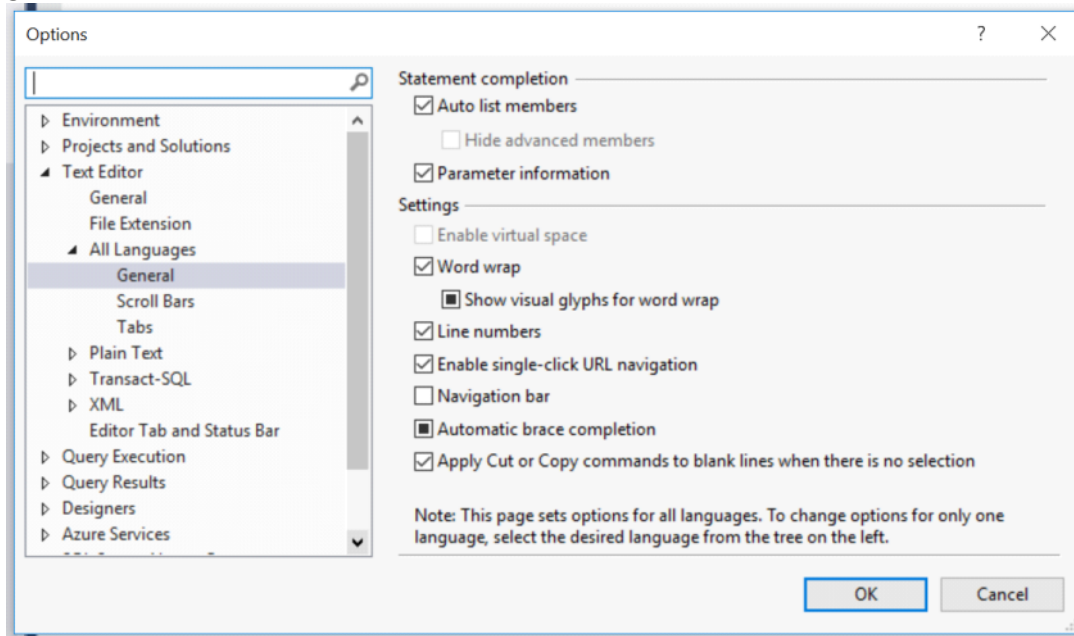 Options
Environment
Projects and Solutions
Text Editor
General
File Extension
All Languages
General
Scroll Bars
Tabs
Plain Text
Transact-SQL
XML
Editor Tab and Status Bar
Query Execution
Query Results
Designers
Azure Services
Statement completion
Auto list members
Hide advanced members
Parameter information
Settings
Enable virtual space
Word wrap
Show visual glyphs for word wrap
Line numbers
Enable single-click URL navigation
Navigation bar
Automatic brace completion
Apply Cut or Copy commands to blank lines when there is no selection
Note: This page sets options for all languages. To change options for only one
language, select the desired language from the tree on the left.
OK
Cancel